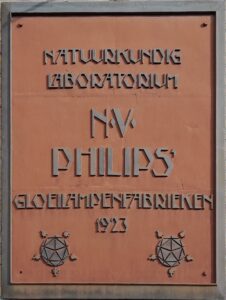 NATUURKUNDIG
LABORATORIUM
N.V.
PHILIPS'
GLOEILAMPENFABRIEKEN
1923